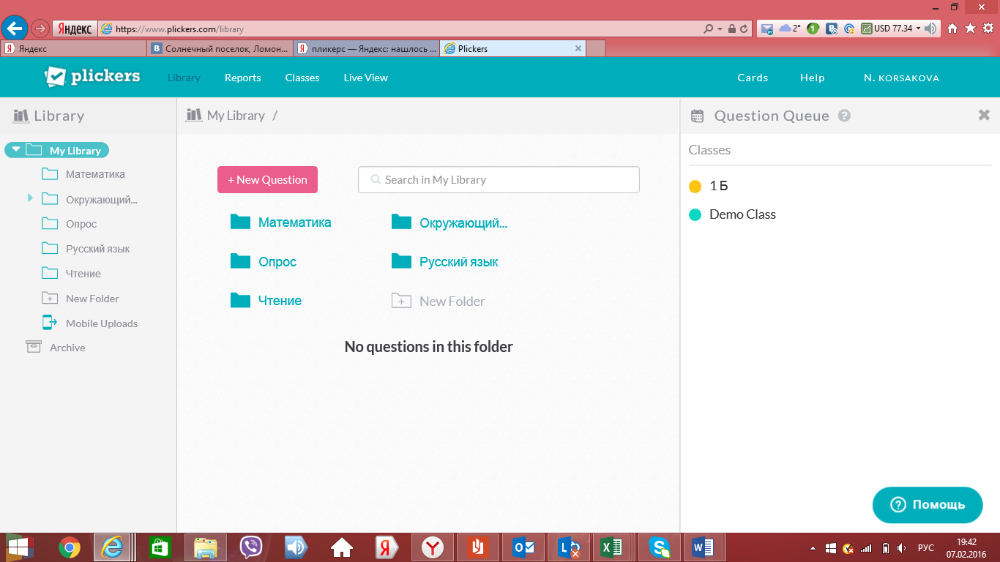 Яндекс https://www.plickers.com/library 2° 1 USD 77.34
Яндекс Солнечный поселок, Ломон... пликерс — Яндекс: нашлось ... Plickers
plickers Library Reports Classes Live View Cards Help N. KORSAKOVA
Library
My Library
Математика
Окружающий...
Опрос
Русский язык
Чтение
New Folder
Mobile Uploads
Archive
My Library /
+ New Question Search in My Library
Математика Окружающий...
Опрос Русский язык
Чтение New Folder
No questions in this folder
Question Queue ?
Classes
1 Б
Demo Class
? Помощь
РУС 19:42
07.02.2016